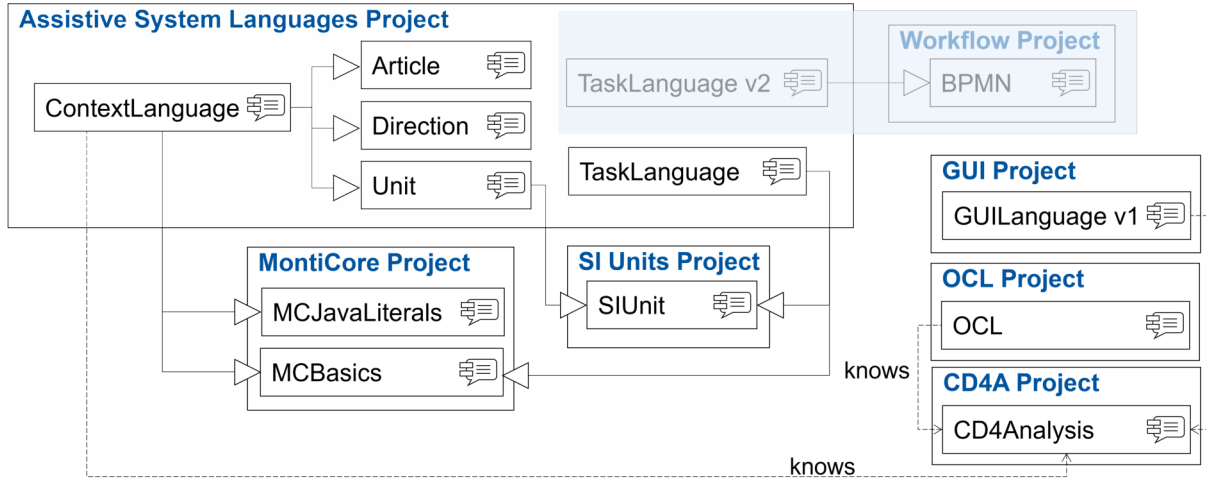 Assistive System Languages Project
Workflow Project
Article
TaskLanguage v2
BPMN
ContextLanguage
Direction
TaskLanguage
Unit
GUI Project
GUILanguage v1
MontiCore Project
SI Units Project
OCL Project
MCJavaLiterals
SIUnit
OCL
MCBasics
knows
CD4A Project
CD4Analysis
knows